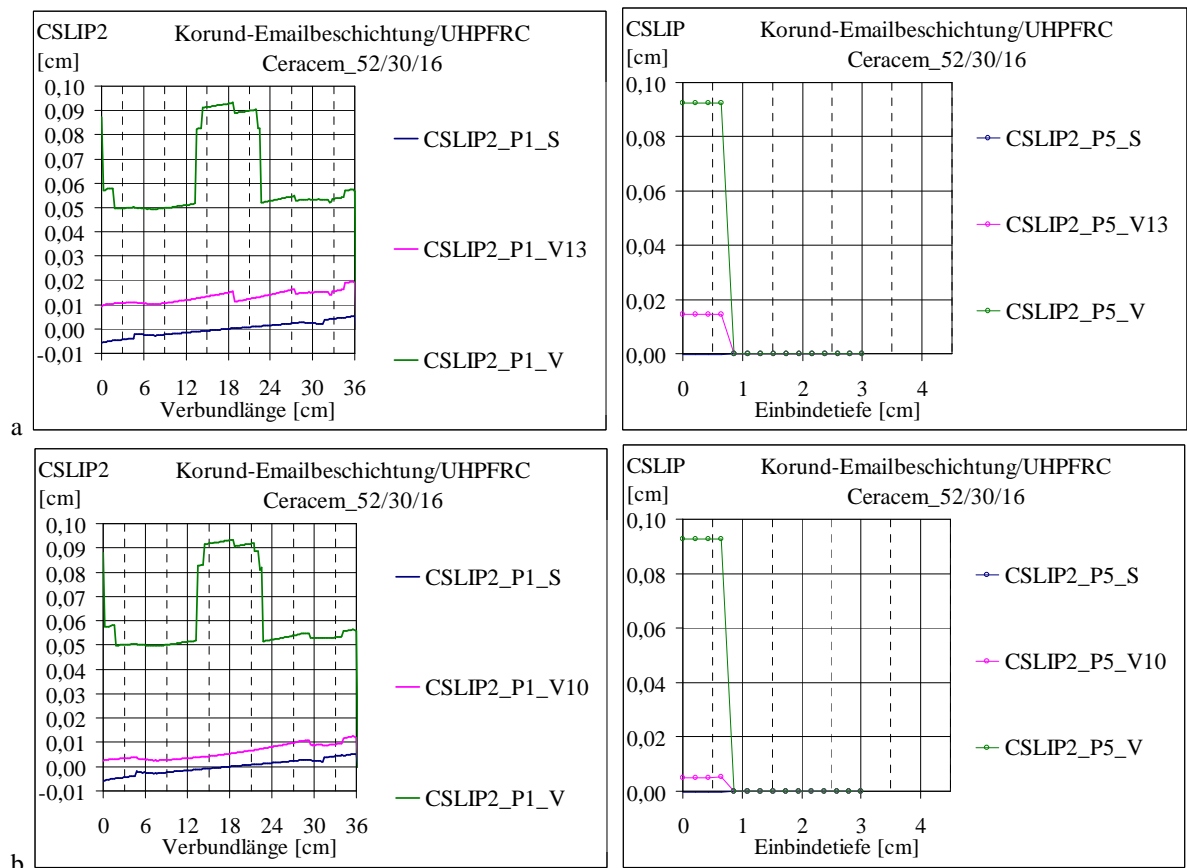 CSLIP2
[cm]
Korund-Emailbeschichtung/UHPFRC
Ceracem_52/30/16
0,10
0,09
0,08
0,07
0,06
0,05
0,04
0,03
0,02
0,01
0,00
-0,01
0 6 12 18 24 30 36
Verbundlänge [cm]
CSLIP2_P1_S
CSLIP2_P1_V13
CSLIP2_P1_V
CSLIP
[cm]
Korund-Emailbeschichtung/UHPFRC
Ceracem_52/30/16
0,10
0,08
0,06
0,04
0,02
0,00
0 1 2 3 4
Einbindetiefe [cm]
CSLIP2_P5_S
CSLIP2_P5_V13
CSLIP2_P5_V
a
CSLIP2
[cm]
Korund-Emailbeschichtung/UHPFRC
Ceracem_52/30/16
0,10
0,09
0,08
0,07
0,06
0,05
0,04
0,03
0,02
0,01
0,00
-0,01
0 6 12 18 24 30 36
Verbundlänge [cm]
CSLIP2_P1_S
CSLIP2_P1_V10
CSLIP2_P1_V
CSLIP
[cm]
Korund-Emailbeschichtung/UHPFRC
Ceracem_52/30/16
0,10
0,08
0,06
0,04
0,02
0,00
0 1 2 3 4
Einbindetiefe [cm]
CSLIP2_P5_S
CSLIP2_P5_V10
CSLIP2_P5_V
b